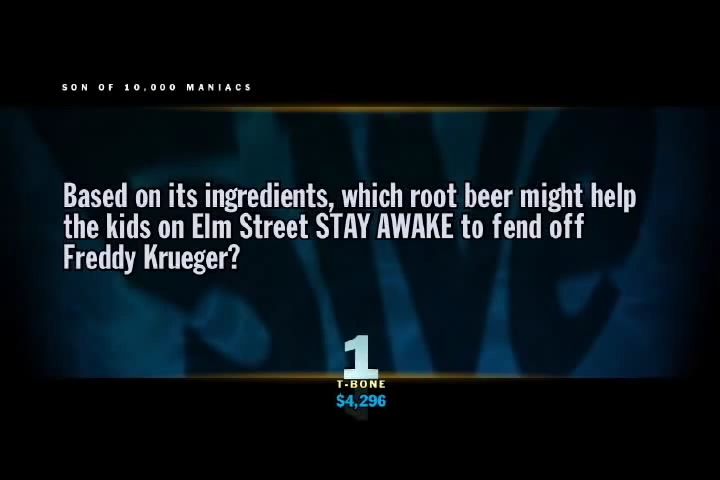 SON OF 10,000 MANIACS
Based on its ingredients, which root beer might help
the kids on Elm Street STAY AWAKE to fend off
Freddy Krueger?
1
T-BONE
$4,296